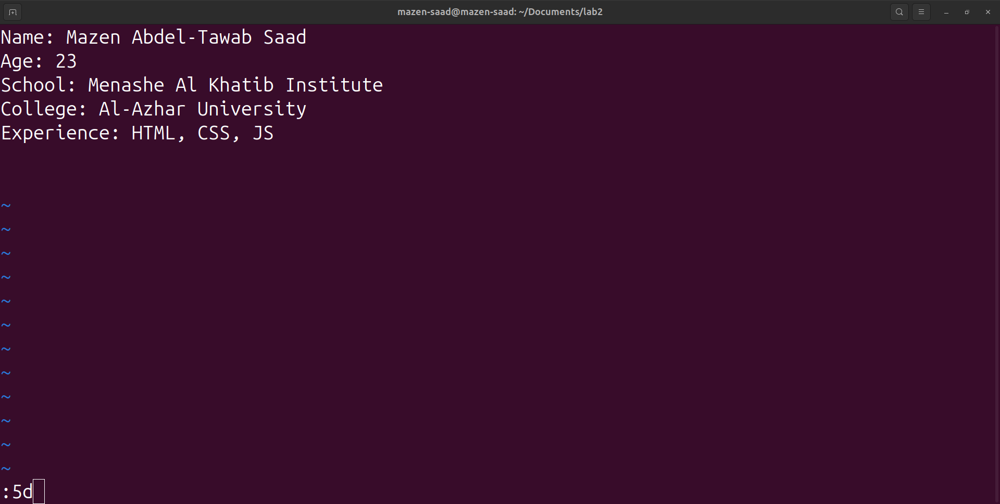 mazen-saad@mazen-saad: ~/Documents/lab2
Name: Mazen Abdel-Tawab Saad
Age: 23
School: Menashe Al Khatib Institute
College: Al-Azhar University
Experience: HTML, CSS, JS
~
~
~
~
~
~
~
~
~
~
~
~
:5d